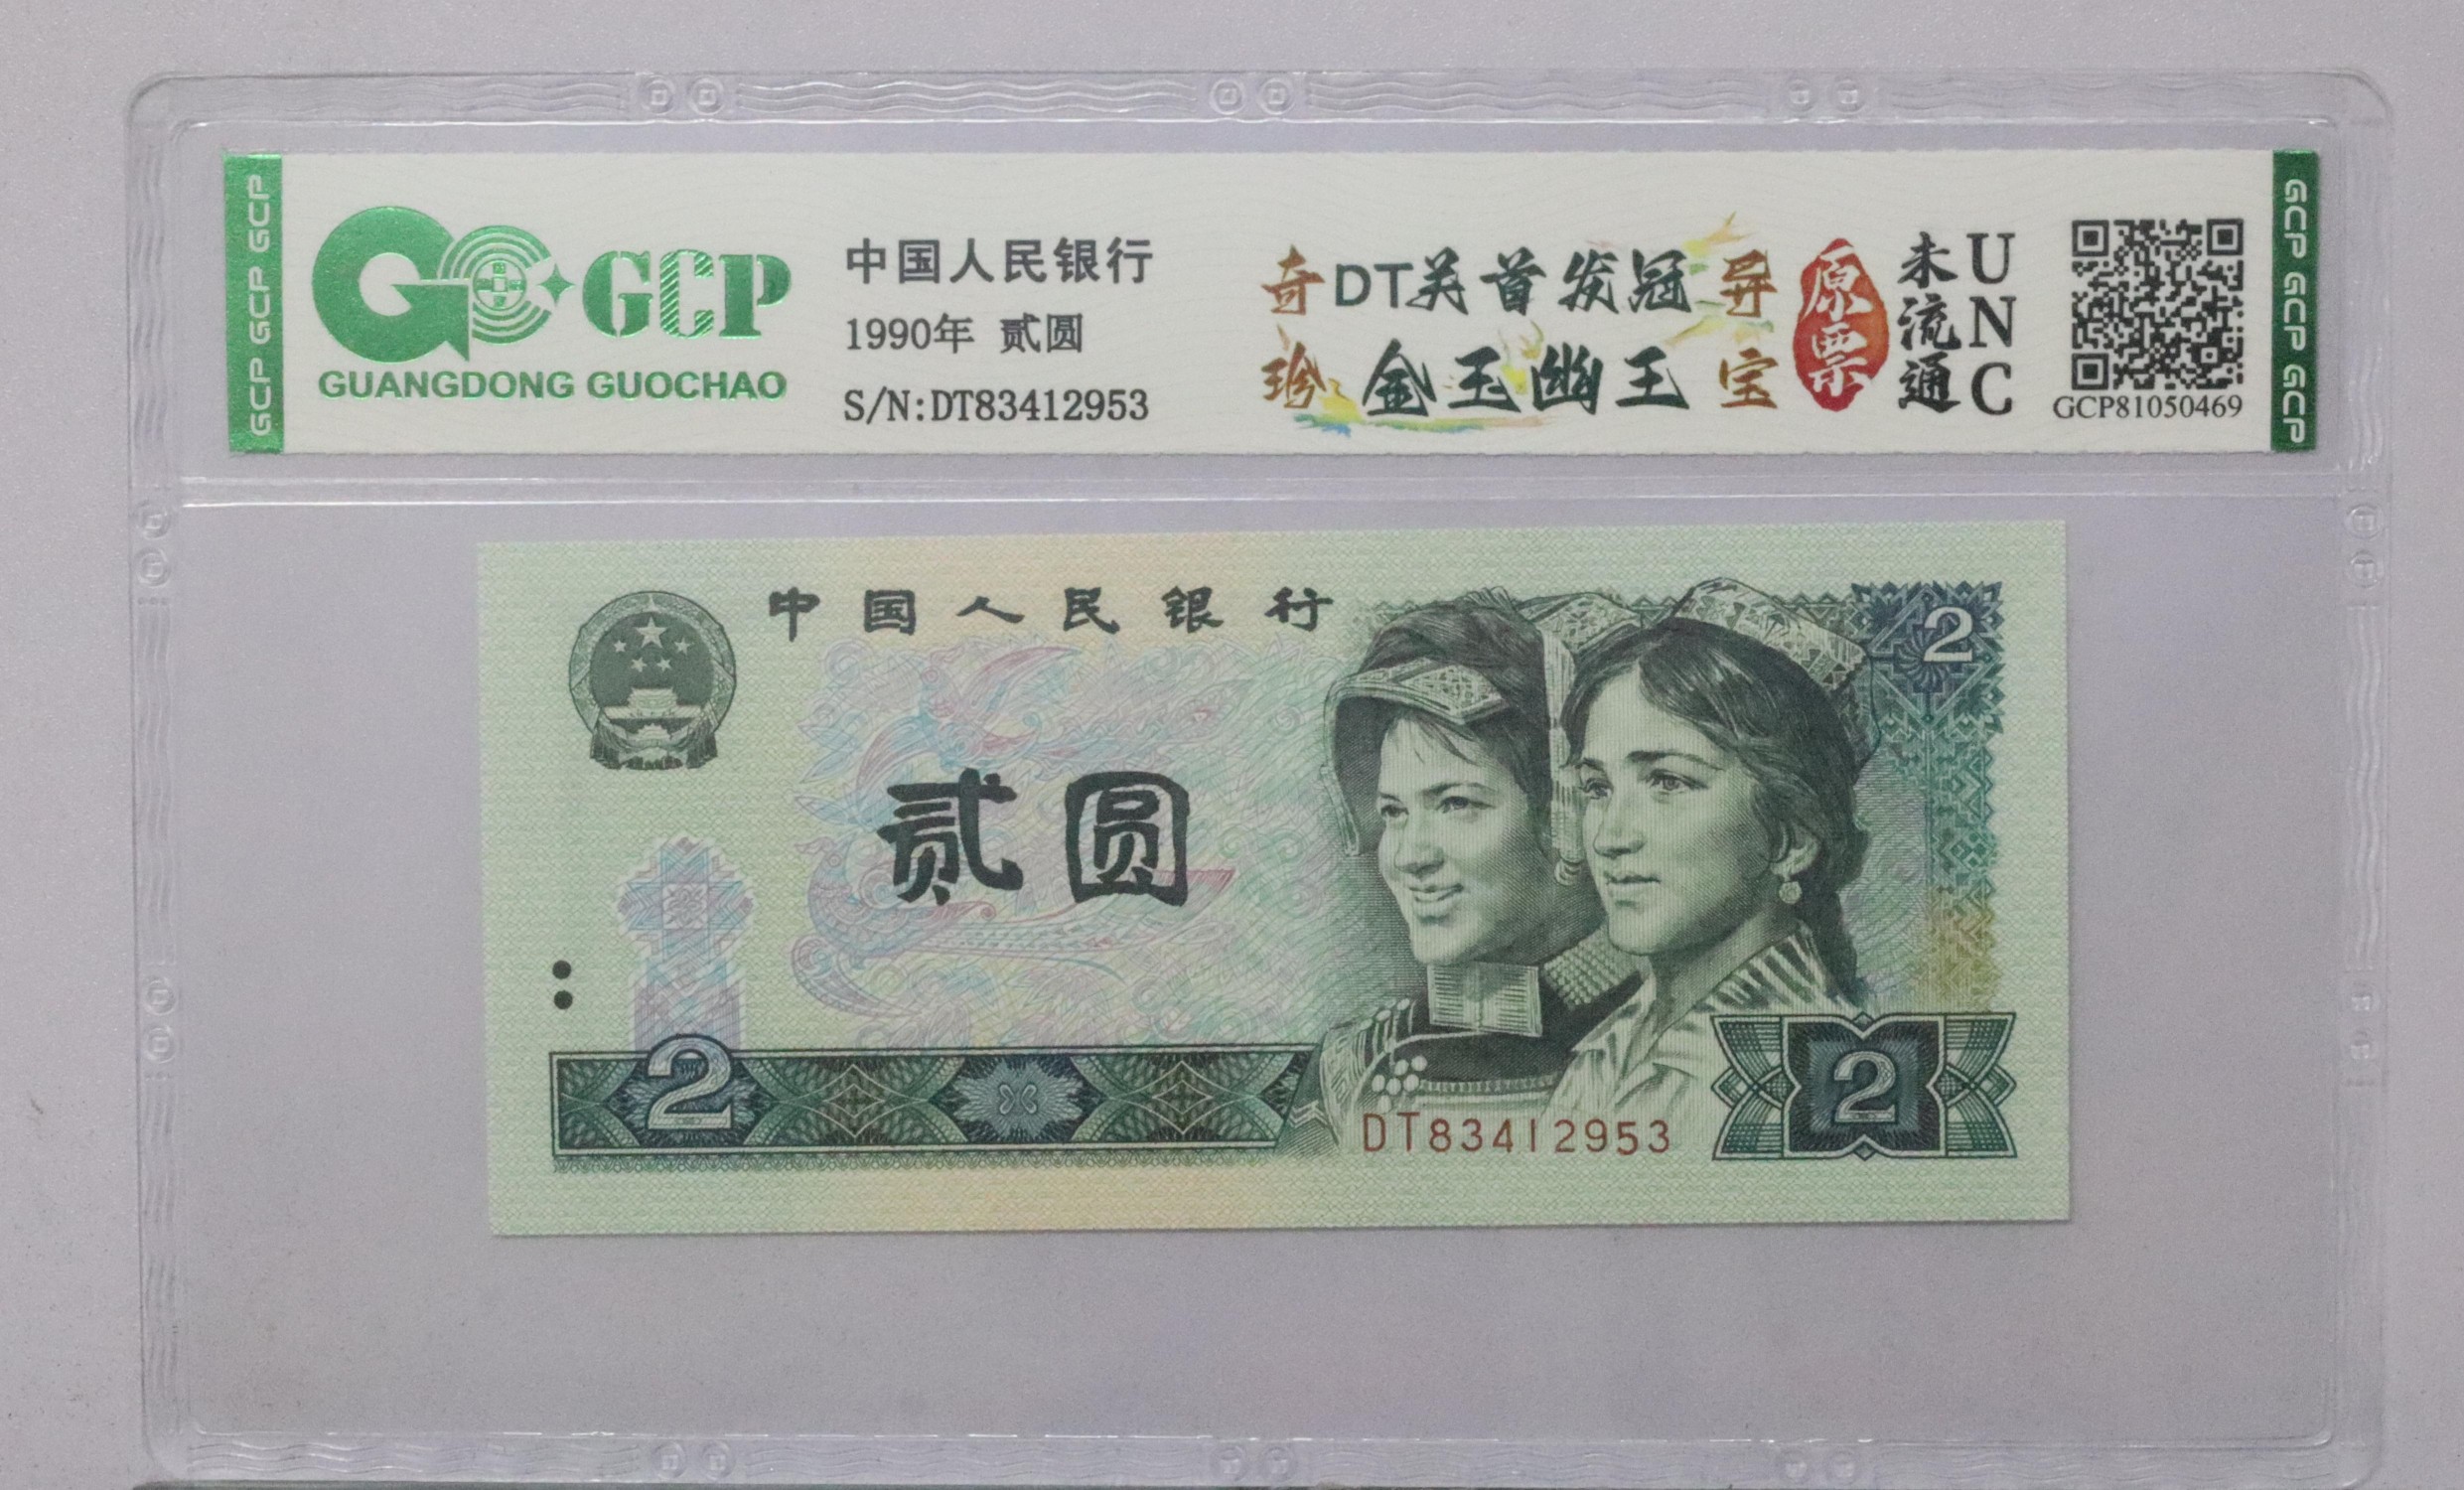 GCP GCP GCP
GCP
GUANGDONG GUOCHAO
中国人民银行
1990年 贰圆
S/N:DT83412953
奇 DT关首发冠 异
珍 金玉幽王 宝
原票
未流通
UNC
GCP81050469
GCP GCP GCP
中国人民银行
2
贰圆
2
DT83412953
2